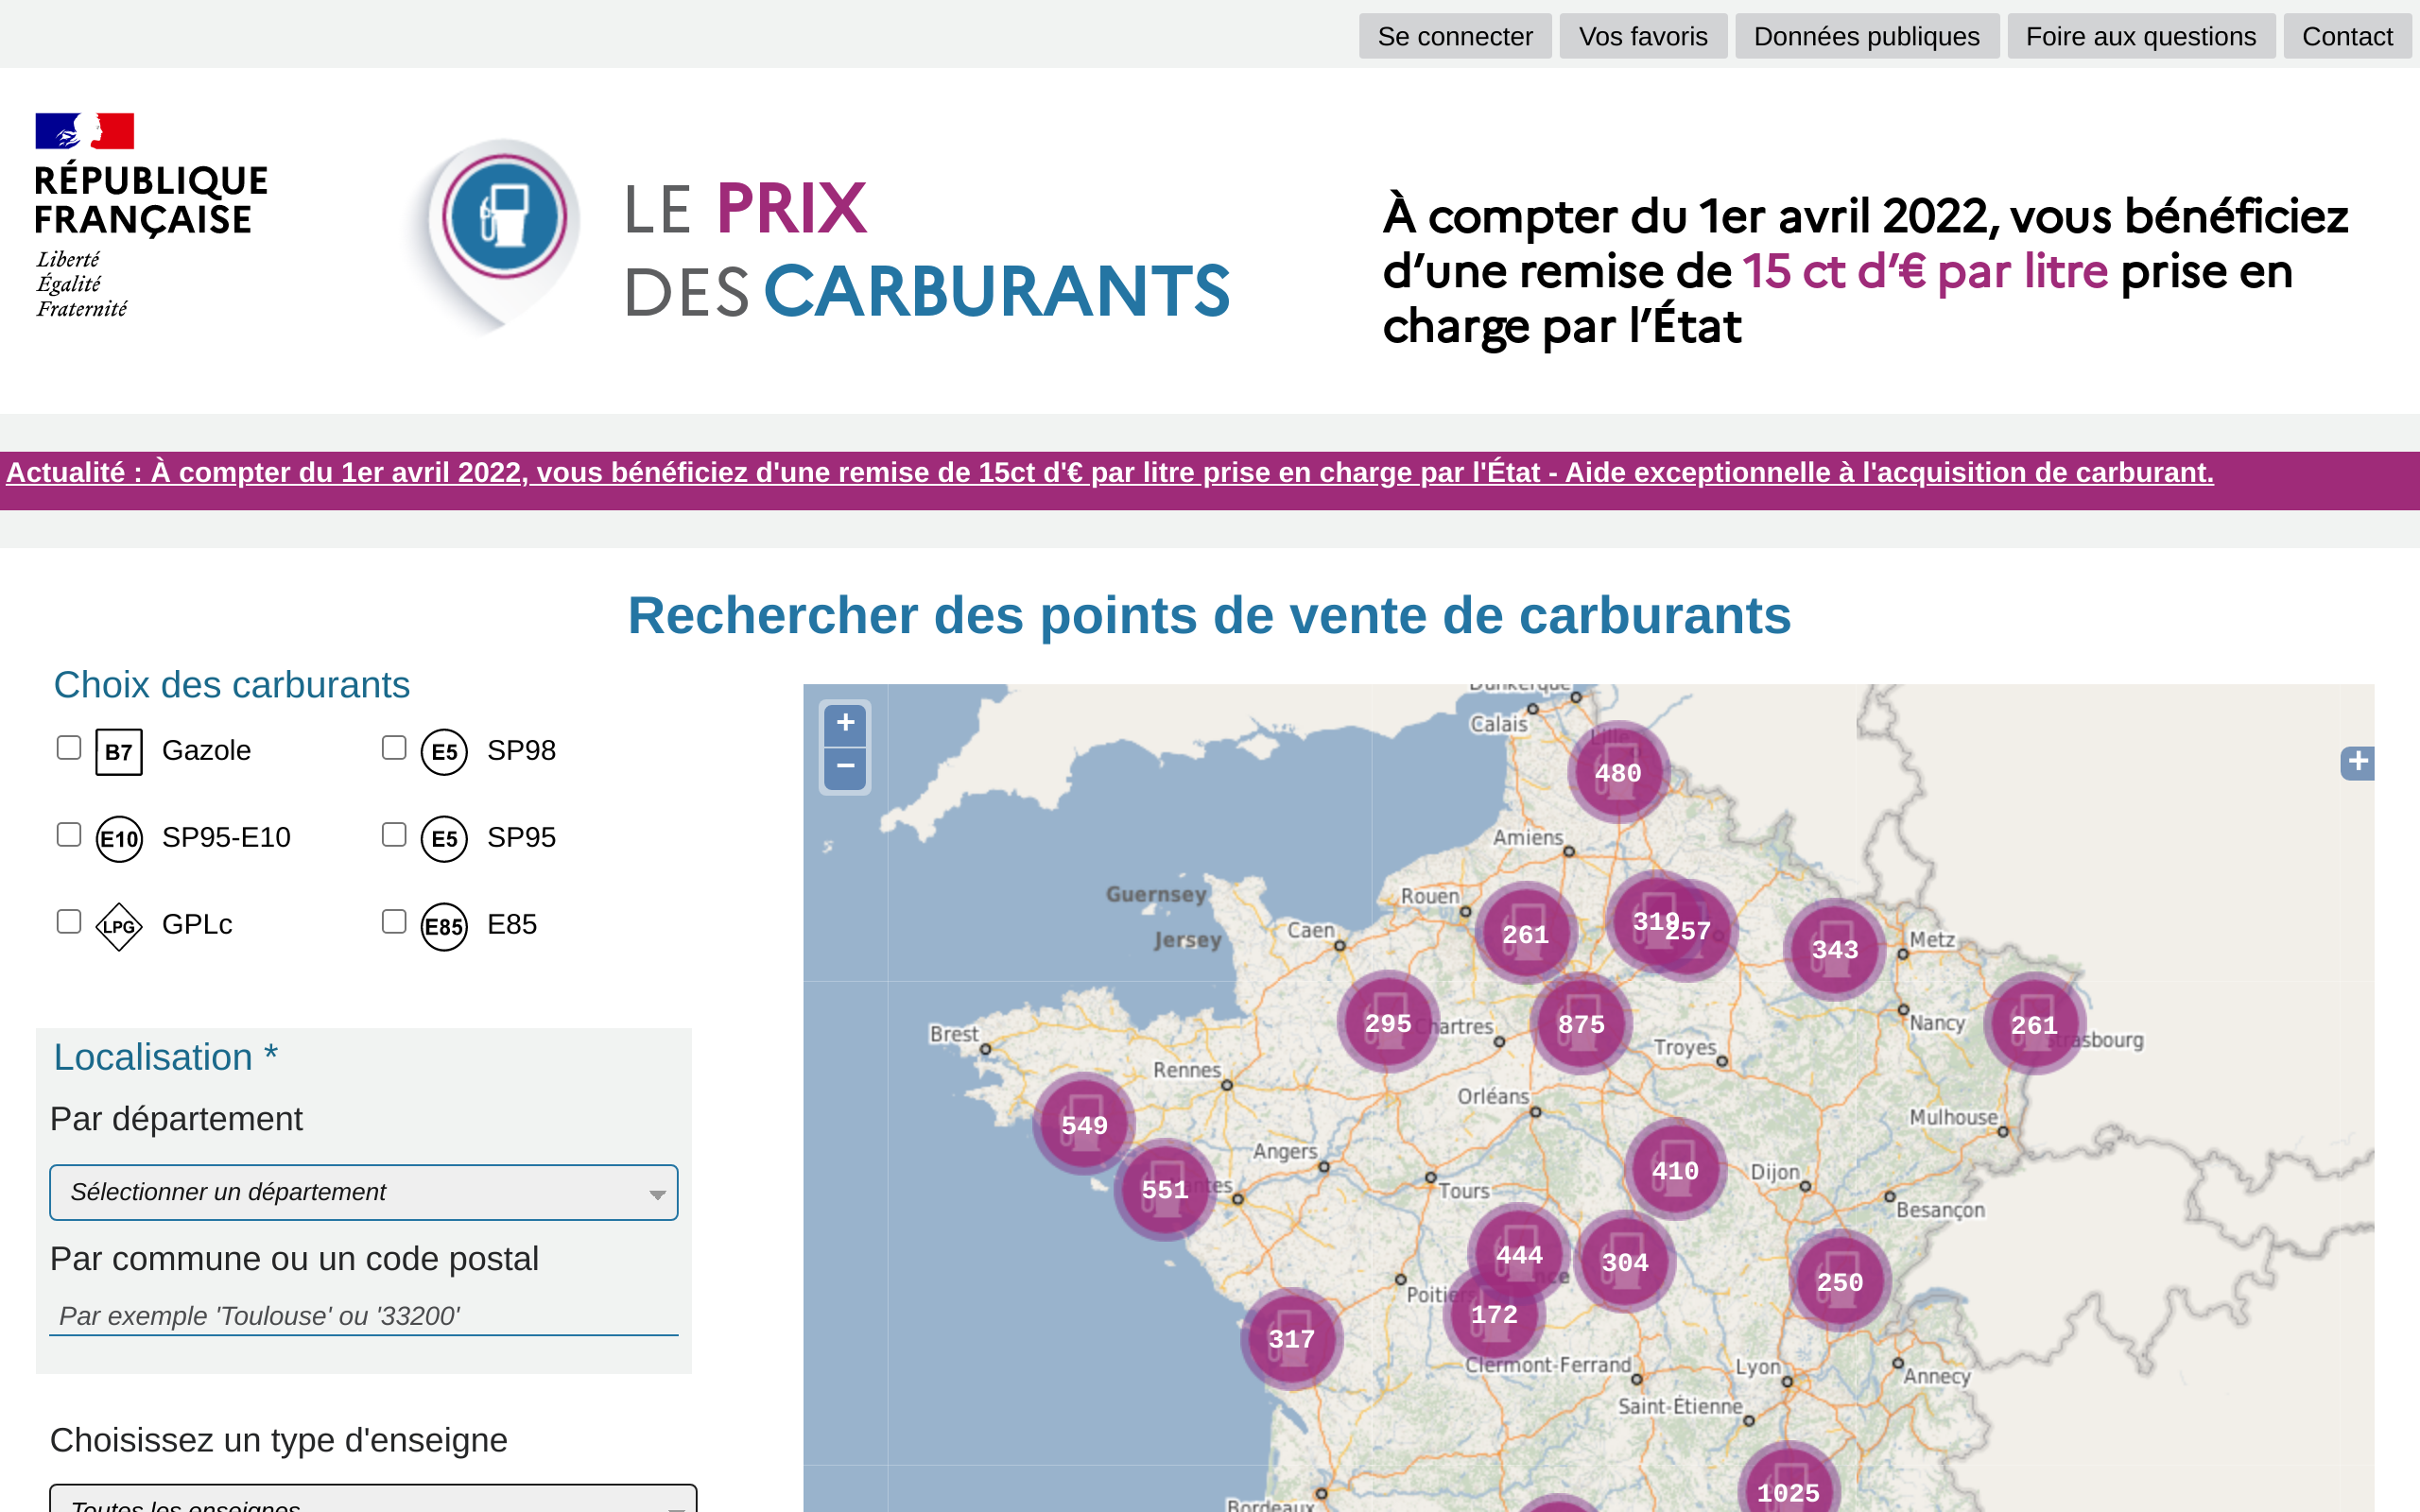 Se connecter Vos favoris Données publiques Foire aux questions Contact
RÉPUBLIQUE
FRANÇAISE
Liberté
Égalité
Fraternité
LE PRIX
DES CARBURANTS
À compter du 1er avril 2022, vous bénéficiez
d'une remise de 15 ct d'€ par litre prise en
charge par l'État
Actualité : À compter du 1er avril 2022, vous bénéficiez d'une remise de 15ct d'€ par litre prise en charge par l'État - Aide exceptionnelle à l'acquisition de carburant.
Rechercher des points de vente de carburants
Choix des carburants
B7 Gazole
E5 SP98
E10 SP95-E10
E5 SP95
LPG GPLc
E85 E85
Localisation *
Par département
Sélectionner un département
Par commune ou un code postal
Par exemple 'Toulouse' ou '33200'
Choisissez un type d'enseigne
Toutes les enseignes
+
−
+
Dunkerque
Calais
Lille
480
Amiens
Guernsey
Rouen
Jersey
Caen
261
319
257
343
Metz
295
Chartres
875
Nancy
261
Strasbourg
Brest
Troyes
Rennes
Orléans
549
Mulhouse
Angers
410
Dijon
551
Tours
Besançon
444
304
250
Poitiers
172
317
Clermont-Ferrand
Lyon
Annecy
Saint-Étienne
1025
Bordeaux